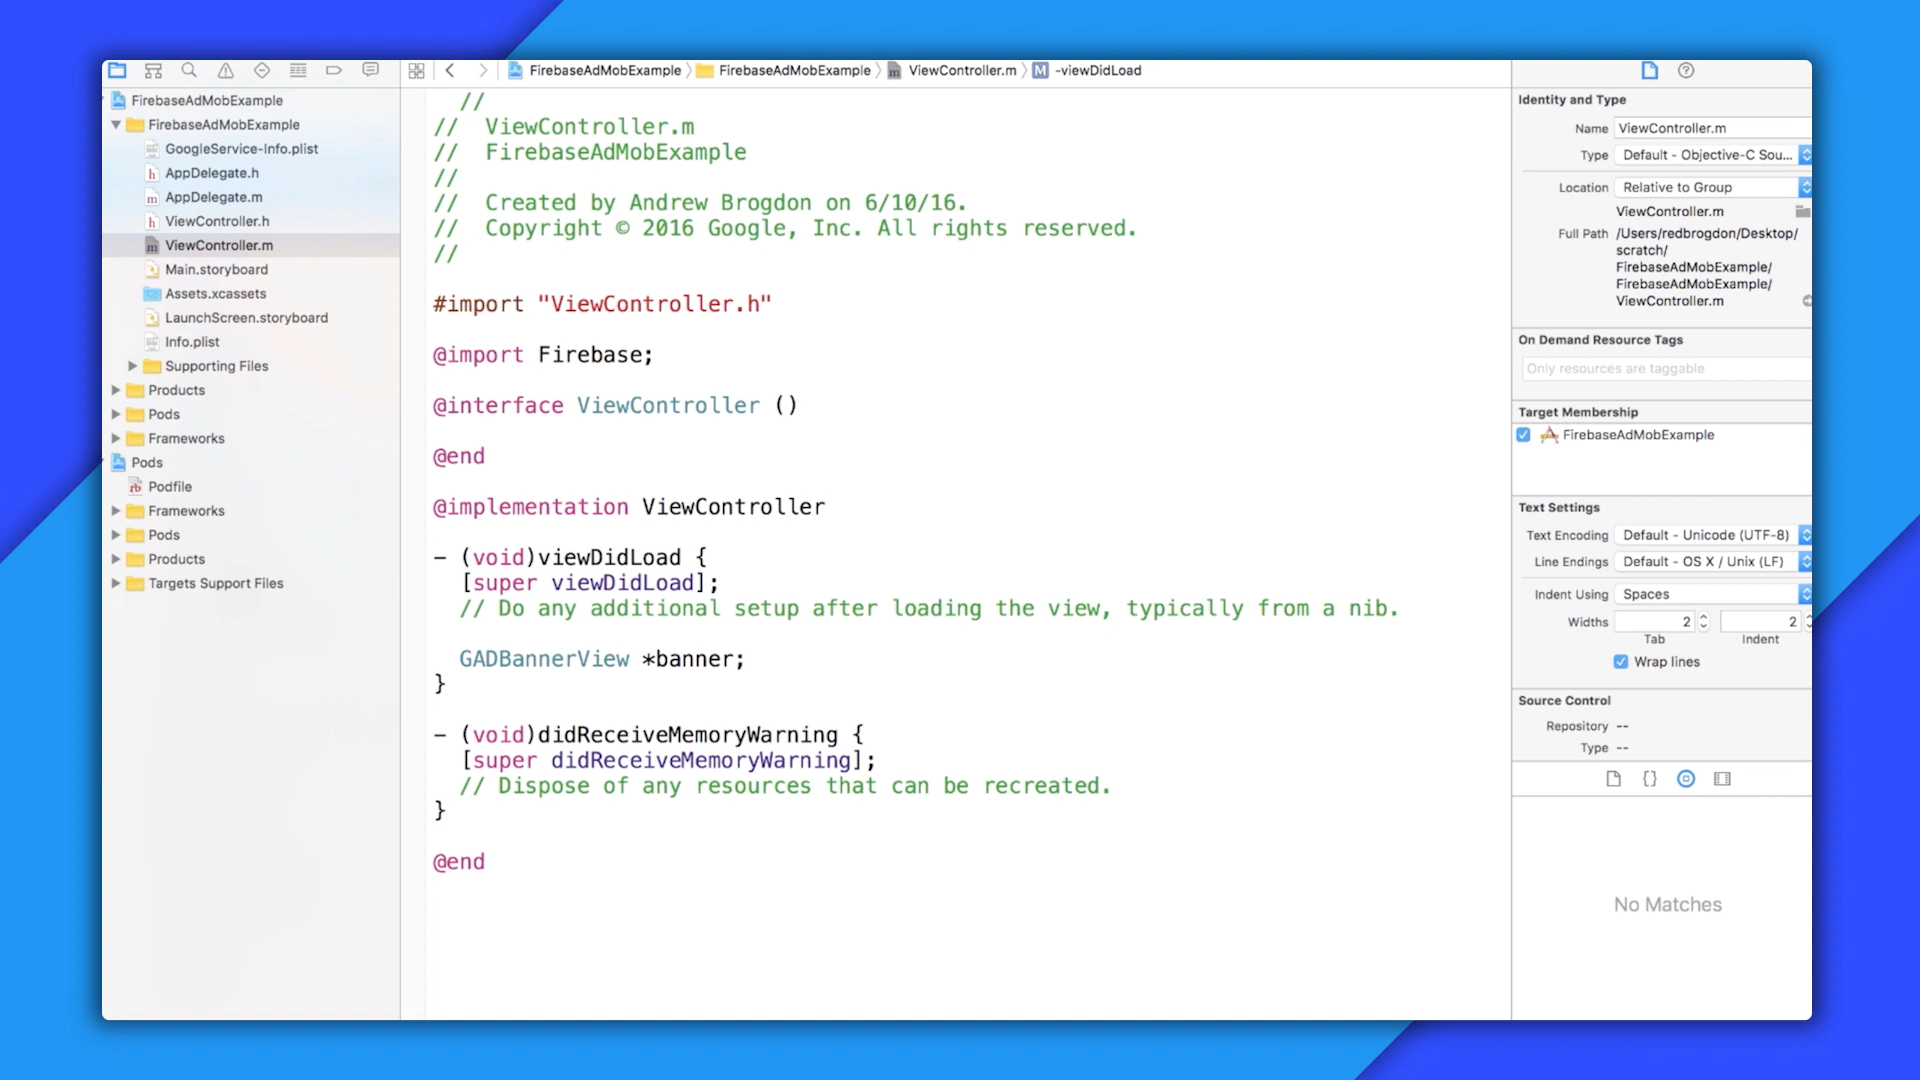 FirebaseAdMobExample
FirebaseAdMobExample
GoogleService-Info.plist
h AppDelegate.h
m AppDelegate.m
h ViewController.h
m ViewController.m
Main.storyboard
Assets.xcassets
LaunchScreen.storyboard
Info.plist
Supporting Files
Products
Pods
Frameworks
Pods
rb Podfile
Frameworks
Pods
Products
Targets Support Files
FirebaseAdMobExample FirebaseAdMobExample m ViewController.m M -viewDidLoad
//
// ViewController.m
// FirebaseAdMobExample
//
// Created by Andrew Brogdon on 6/10/16.
// Copyright © 2016 Google, Inc. All rights reserved.
//
#import "ViewController.h"
@import Firebase;
@interface ViewController ()
@end
@implementation ViewController
- (void)viewDidLoad {
[super viewDidLoad];
// Do any additional setup after loading the view, typically from a nib.
GADBannerView *banner;
}
- (void)didReceiveMemoryWarning {
[super didReceiveMemoryWarning];
// Dispose of any resources that can be recreated.
}
@end
Identity and Type
Name ViewController.m
Type Default - Objective-C Sou...
Location Relative to Group
ViewController.m
Full Path /Users/redbrogdon/Desktop/
scratch/
FirebaseAdMobExample/
FirebaseAdMobExample/
ViewController.m
On Demand Resource Tags
Only resources are taggable
Target Membership
FirebaseAdMobExample
Text Settings
Text Encoding Default - Unicode (UTF-8)
Line Endings Default - OS X / Unix (LF)
Indent Using Spaces
Widths 2 2
Tab Indent
Wrap lines
Source Control
Repository --
Type --
{}
No Matches